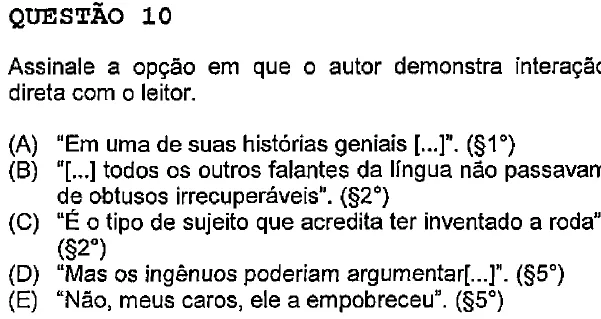 QUESTÃO 10
Assinale a opção em que o autor demonstra interação
direta com o leitor.
(A) “Em uma de suas histórias geniais [...]”. (§1°)
(B) “[...] todos os outros falantes da língua não passavam
de obtusos irrecuperáveis”. (§2°)
(C) “É o tipo de sujeito que acredita ter inventado a roda”
(§2°)
(D) “Mas os ingênuos poderiam argumentar[...]”. (§5°)
(E) “Não, meus caros, ele a empobreceu”. (§5°)